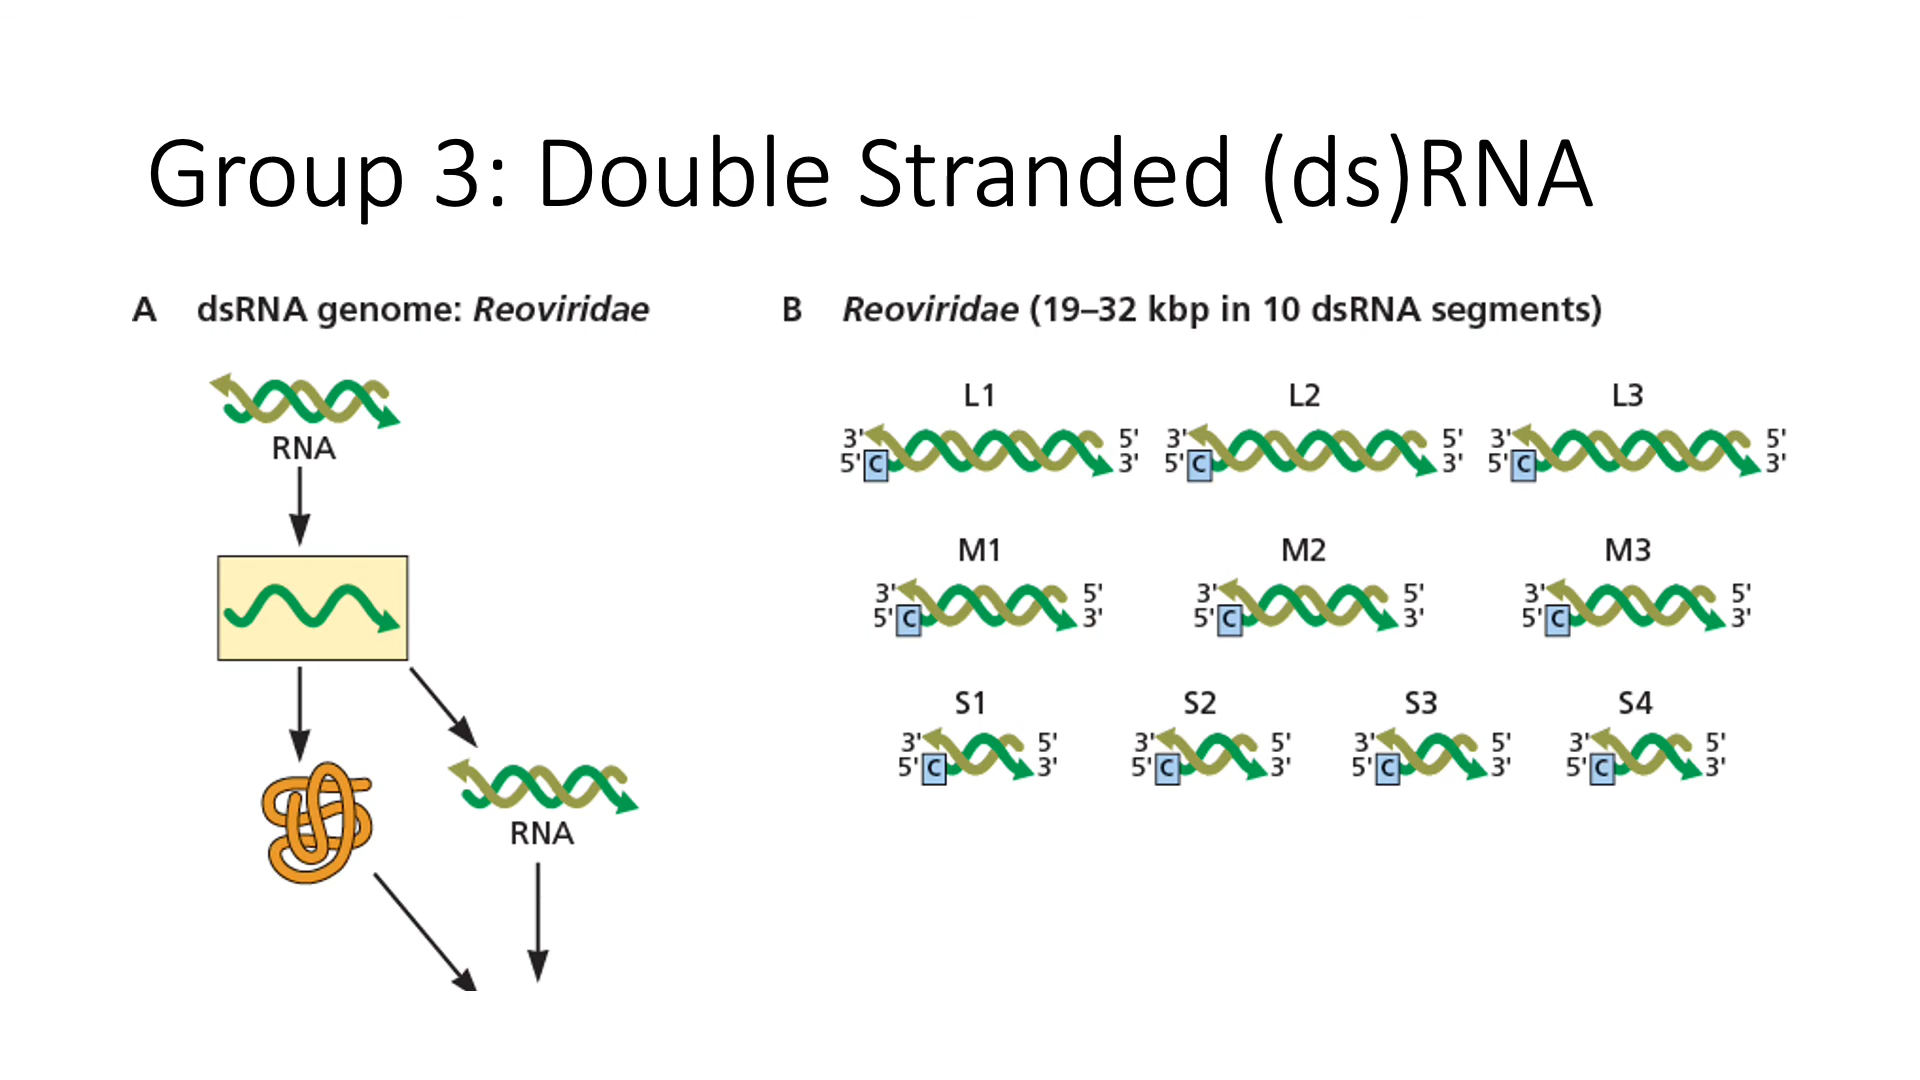 Group 3: Double Stranded (ds)RNA
A dsRNA genome: Reoviridae
RNA
RNA
B Reoviridae (19–32 kbp in 10 dsRNA segments)
L1 L2 L3
3' 5' 3' 5' 3' 5'
5' C 3' 5' C 3' 5' C 3'
M1 M2 M3
3' 5' 3' 5' 3' 5'
5' C 3' 5' C 3' 5' C 3'
S1 S2 S3 S4
3' 5' 3' 5' 3' 5' 3' 5'
5' C 3' 5' C 3' 5' C 3' 5' C 3'